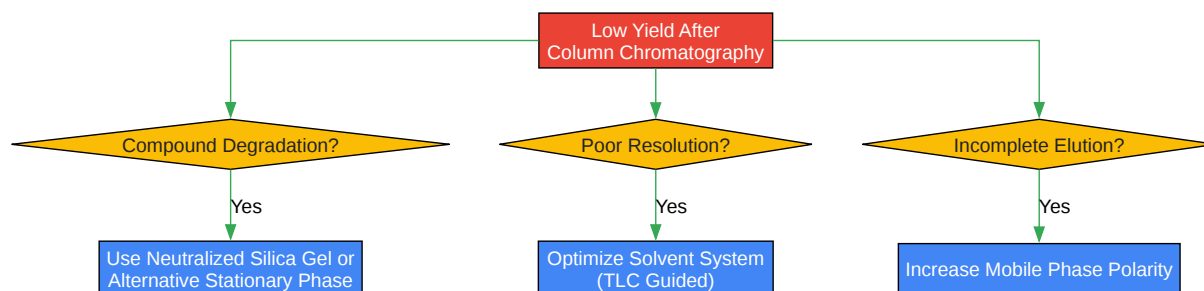 Low Yield After
Column Chromatography
Compound Degradation?
Poor Resolution?
Incomplete Elution?
Yes
Yes
Yes
Use Neutralized Silica Gel or
Alternative Stationary Phase
Optimize Solvent System
(TLC Guided)
Increase Mobile Phase Polarity